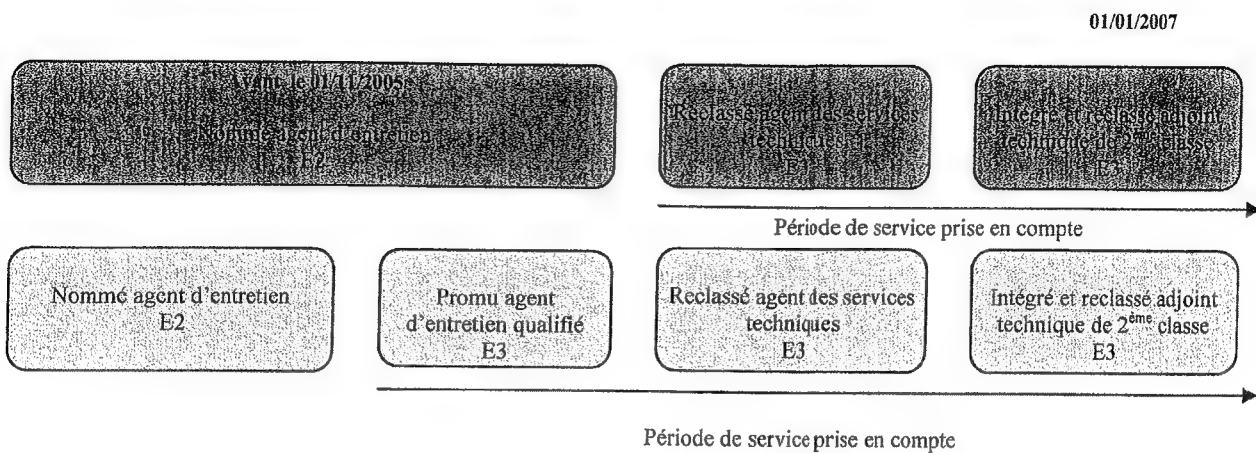 01/01/2007
Avant le 01/11/2005
Nommé agent d'entretien
E2
Reclassé agent des services
techniques
E3
Intégré et reclassé adjoint
technique de 2ème classe
E3
Période de service prise en compte
Nommé agent d'entretien
E2
Promu agent
d'entretien qualifié
E3
Reclassé agent des services
techniques
E3
Intégré et reclassé adjoint
technique de 2ème classe
E3
Période de service prise en compte